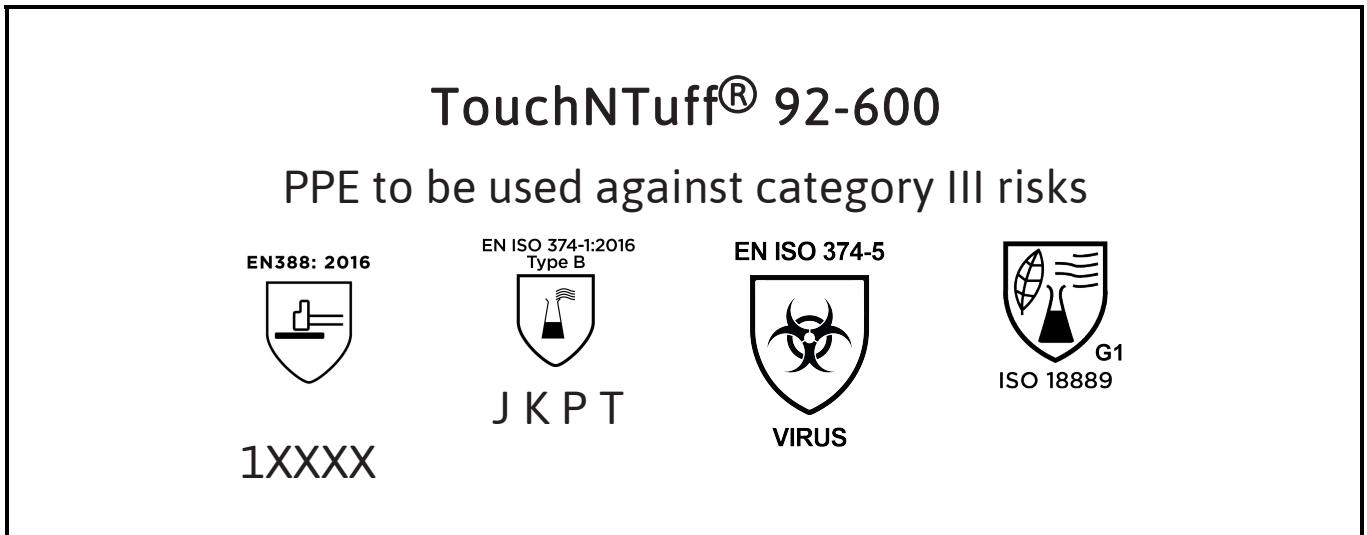 TouchNTuff® 92-600
PPE to be used against category III risks
EN388: 2016
1XXXX
EN ISO 374-1:2016
Type B
J K P T
EN ISO 374-5
VIRUS
G1
ISO 18889